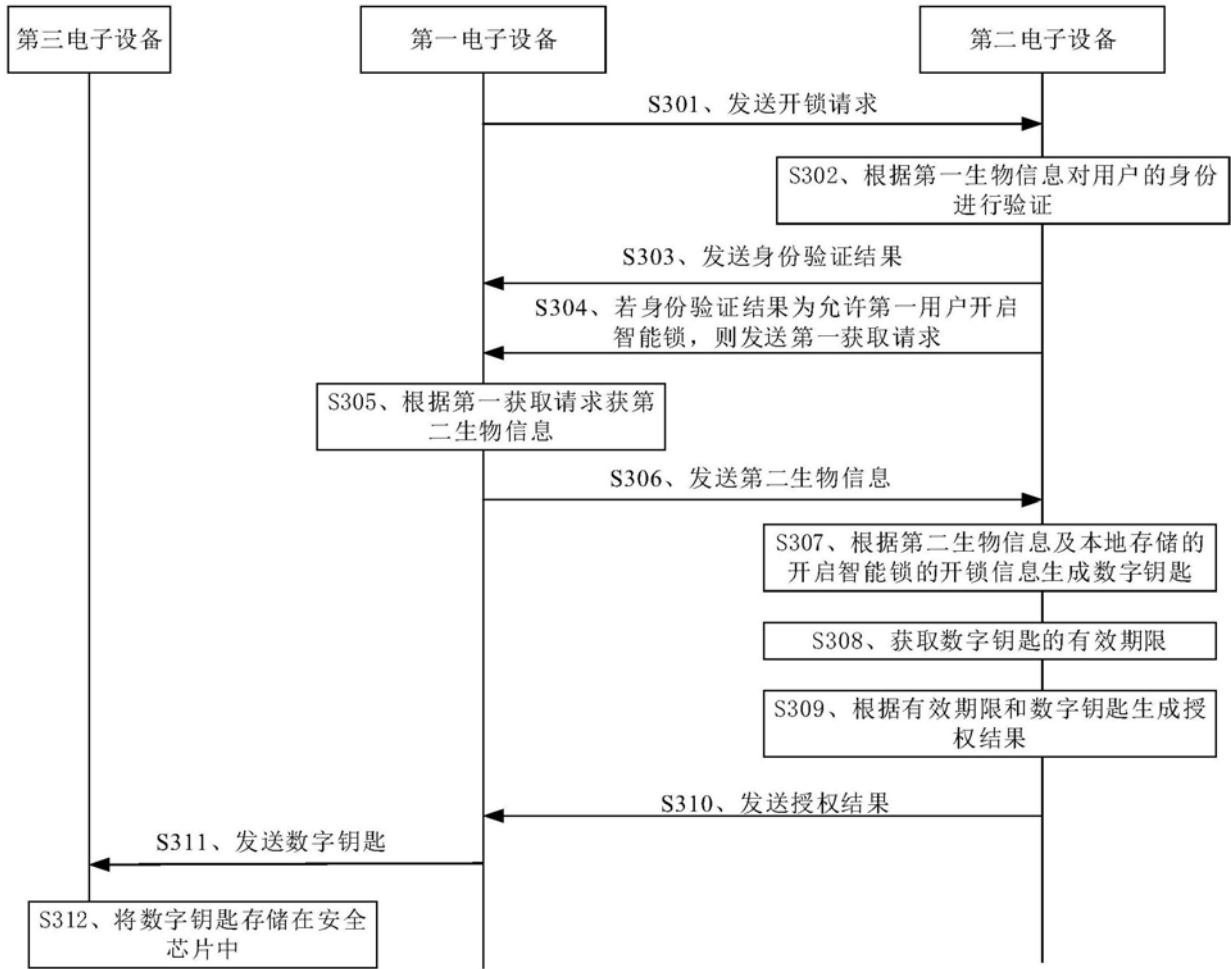 第三电子设备
第一电子设备
第二电子设备
S301、发送开锁请求
S302、根据第一生物信息对用户的身份
进行验证
S303、发送身份验证结果
S304、若身份验证结果为允许第一用户开启
智能锁，则发送第一获取请求
S305、根据第一获取请求获第
二生物信息
S306、发送第二生物信息
S307、根据第二生物信息及本地存储的
开启智能锁的开锁信息生成数字钥匙
S308、获取数字钥匙的有效期限
S309、根据有效期限和数字钥匙生成授
权结果
S310、发送授权结果
S311、发送数字钥匙
S312、将数字钥匙存储在安全
芯片中